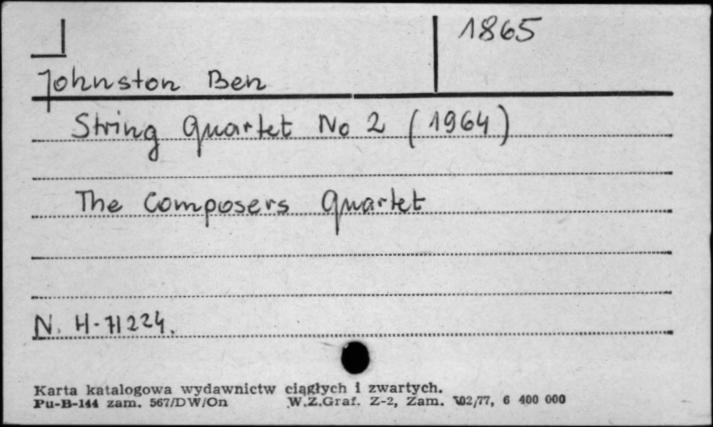 1865
Johnston Ben
String Quartet No 2 (1964)
The Composers Quartet
N. H-71224.
Karta katalogowa wydawnictw ciągłych i zwartych.
Pu-B-144 zam. 567/DW/On W.Z.Graf. Z-2, Zam. 702/77, 6 400 000